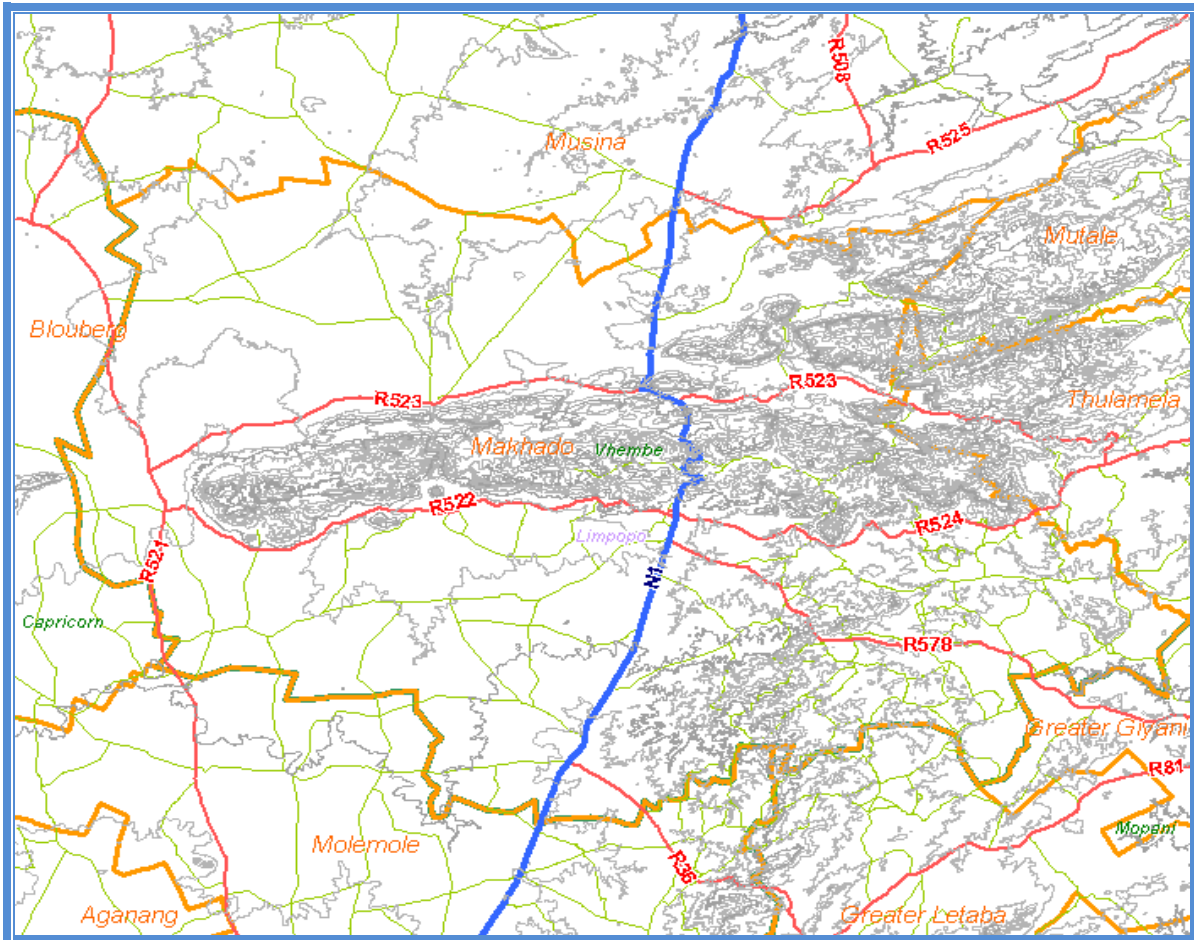 R508
R525
Musina
Mutale
Blouberg
R523
R523
Thulamela
Makhado
Vhembe
R522
R524
Limpopo
R521
N1
Capricorn
R578
Greater Giyani
R81
Mopani
Molemole
R36
Aganang
Greater Letaba